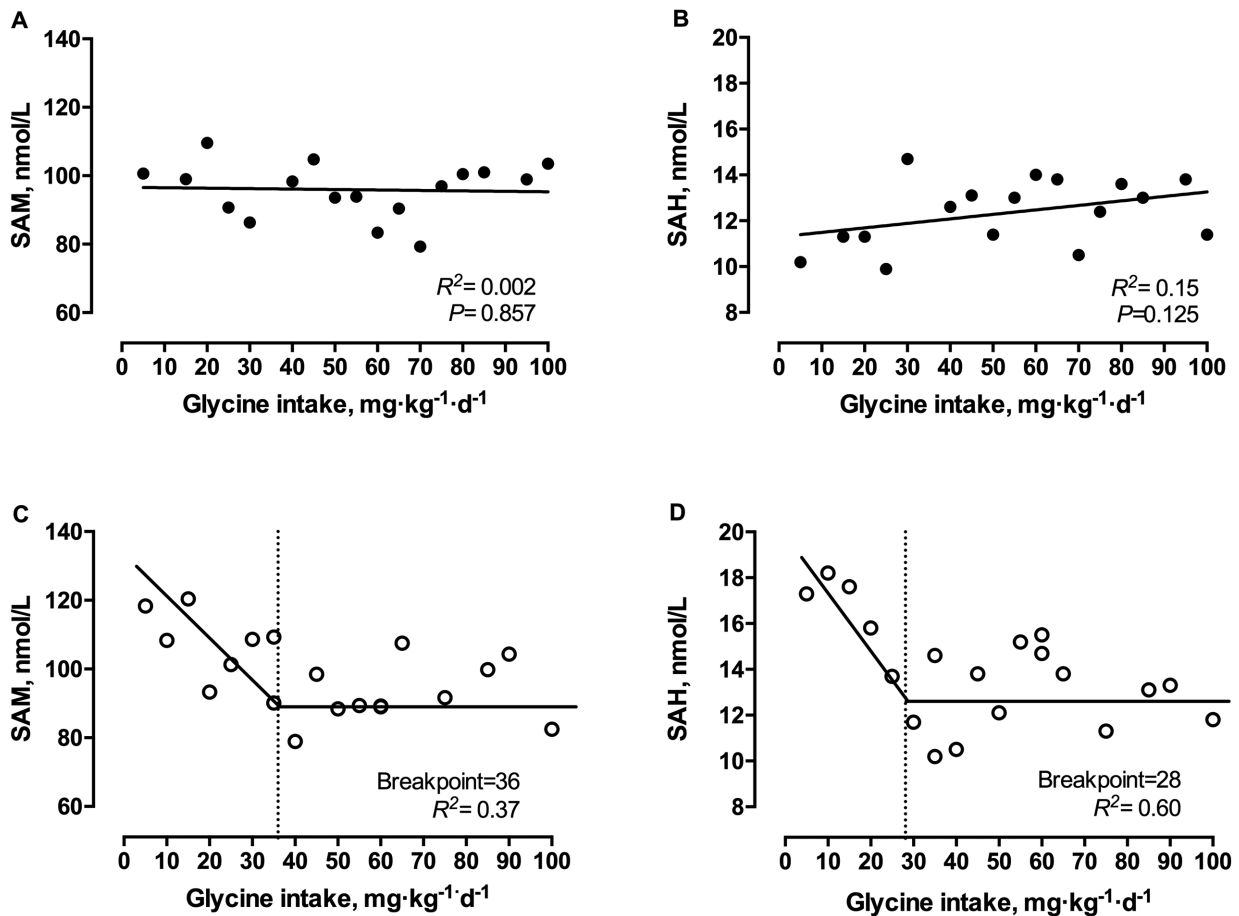 A
140
120
100
80
60
SAM, nmol/L
R²= 0.002
P= 0.857
0 10 20 30 40 50 60 70 80 90 100
Glycine intake, mg·kg⁻¹·d⁻¹
B
20
18
16
14
12
10
8
SAH, nmol/L
R²= 0.15
P=0.125
0 10 20 30 40 50 60 70 80 90 100
Glycine intake, mg·kg⁻¹·d⁻¹
C
140
120
100
80
60
SAM, nmol/L
Breakpoint=36
R²= 0.37
0 10 20 30 40 50 60 70 80 90 100
Glycine intake, mg·kg⁻¹·d⁻¹
D
20
18
16
14
12
10
8
SAH, nmol/L
Breakpoint=28
R²= 0.60
0 10 20 30 40 50 60 70 80 90 100
Glycine intake, mg·kg⁻¹·d⁻¹